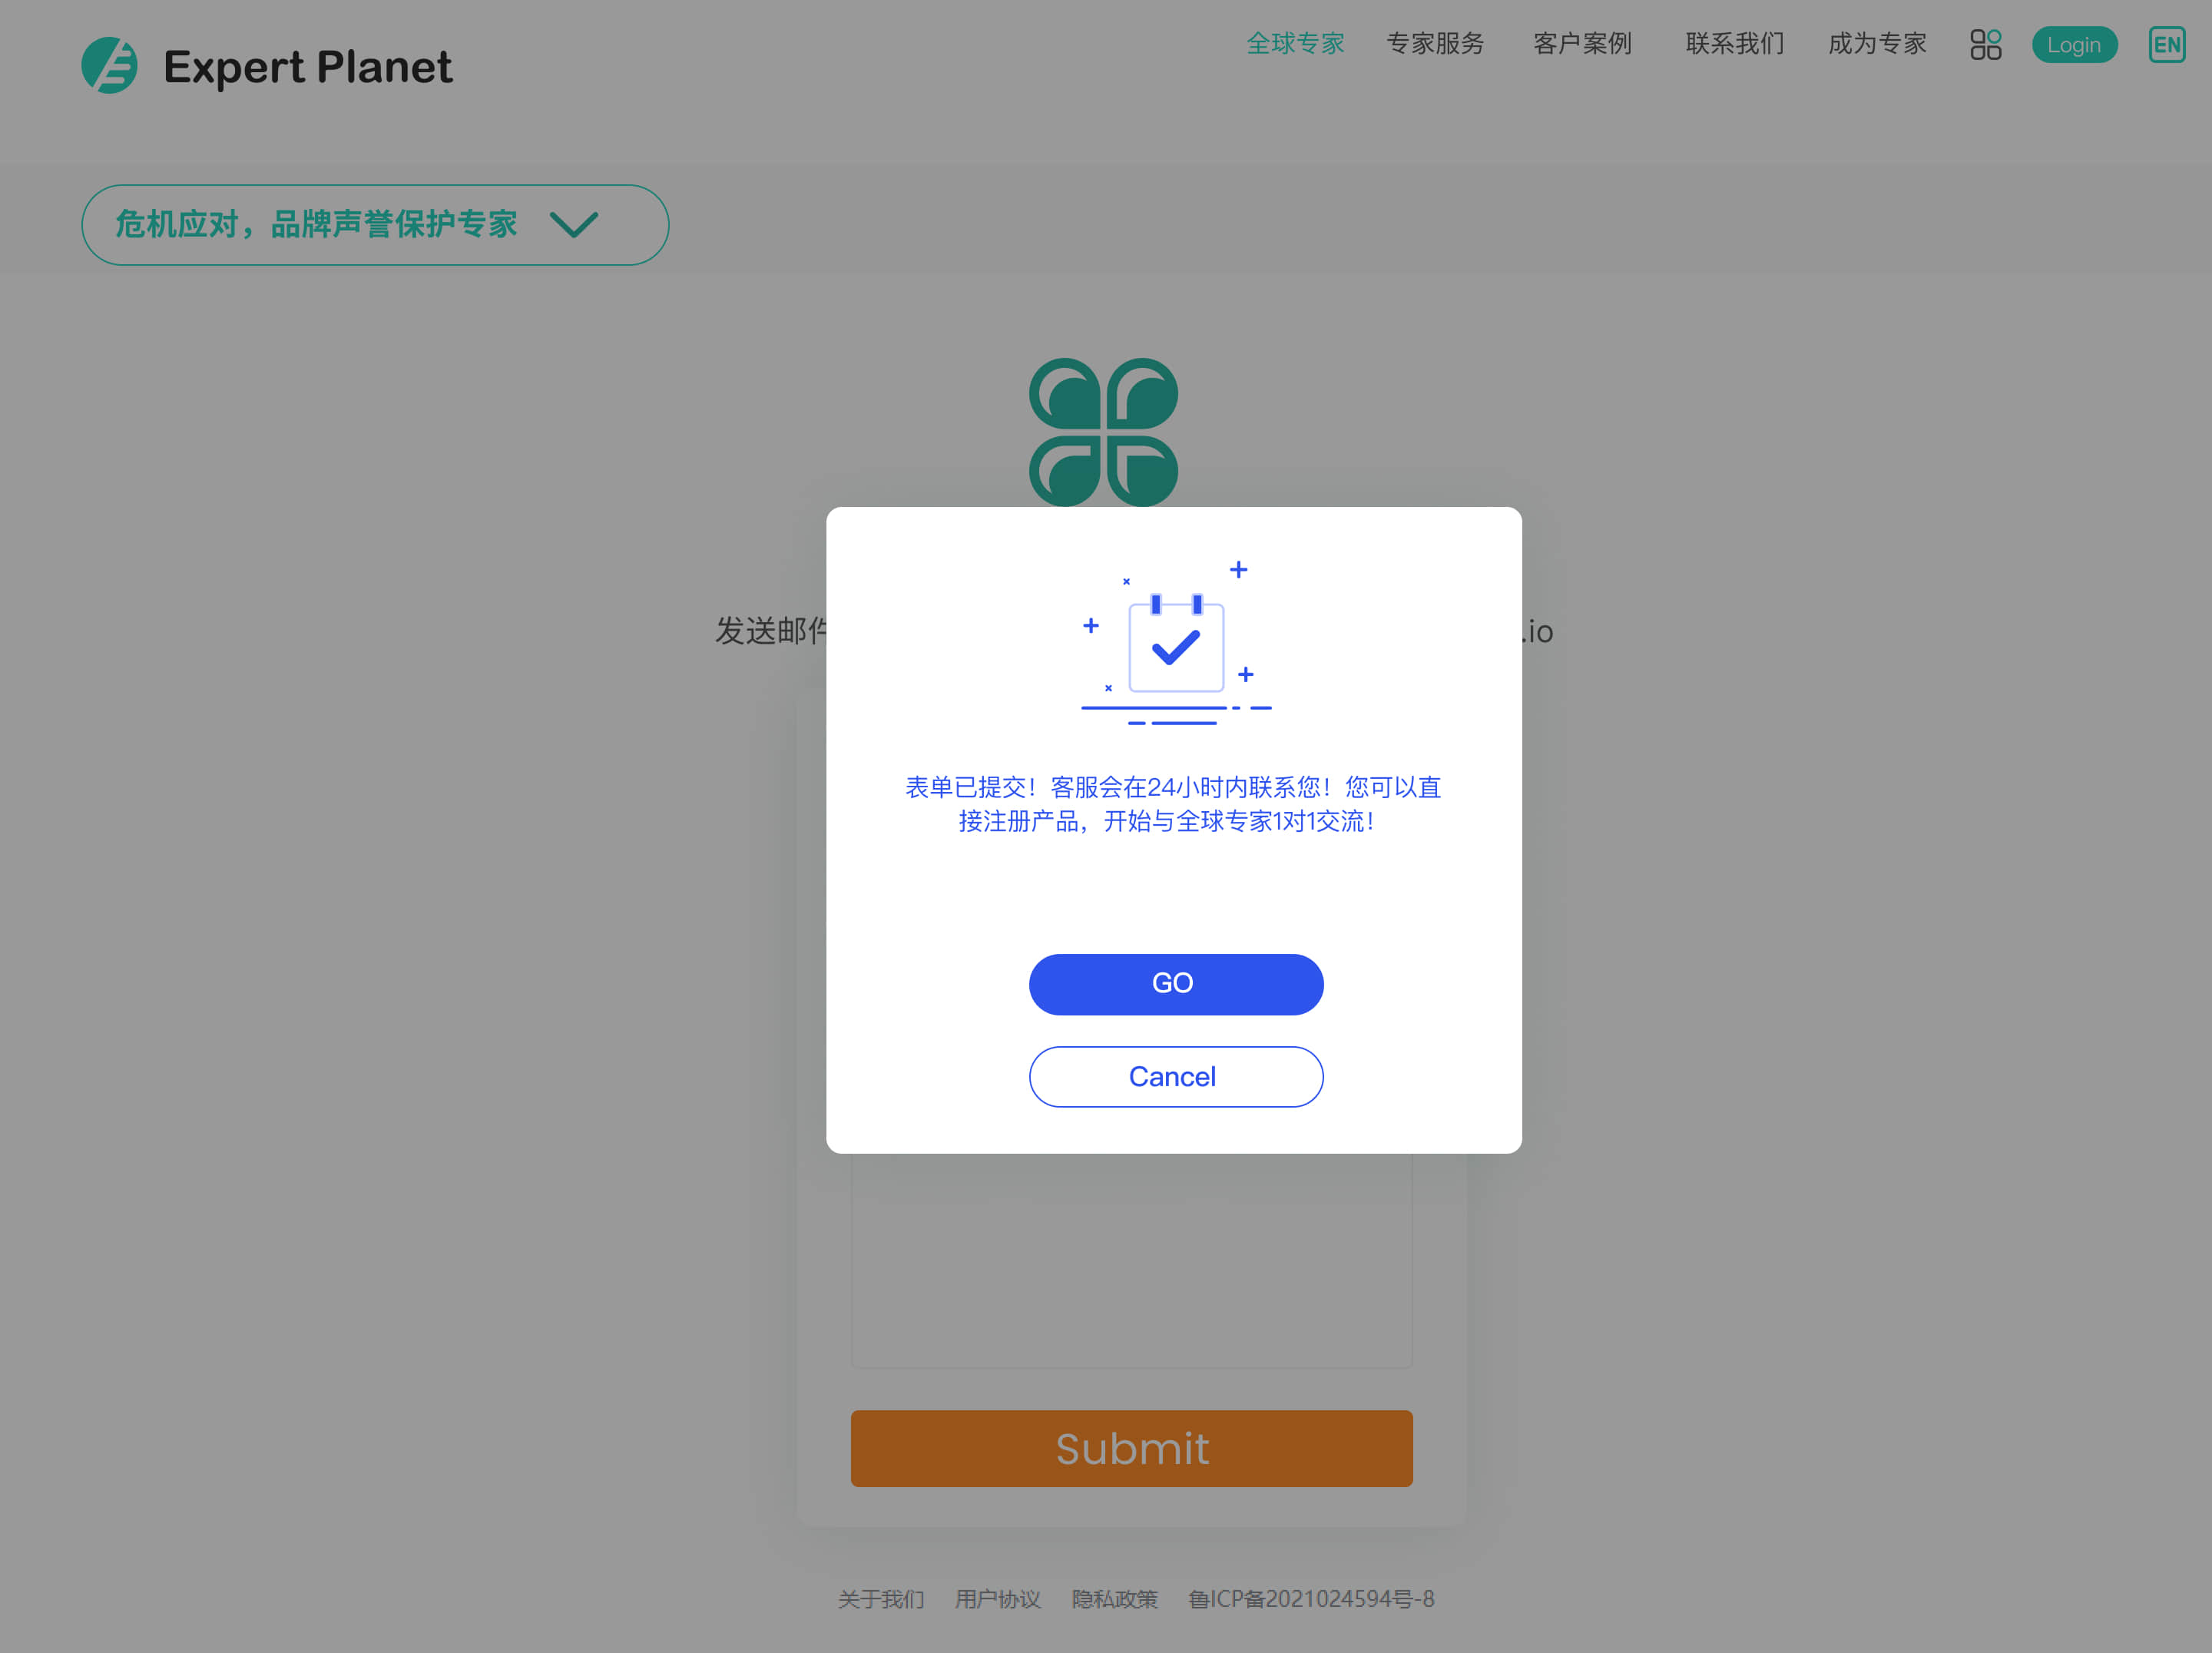 Expert Planet
全球专家
专家服务
客户案例
联系我们
成为专家
Login
EN
危机应对，品牌声誉保护专家
发送邮件
.io
表单已提交！客服会在24小时内联系您！您可以直
接注册产品，开始与全球专家1对1交流！
GO
Cancel
Submit
关于我们 用户协议 隐私政策 鲁ICP备2021024594号-8